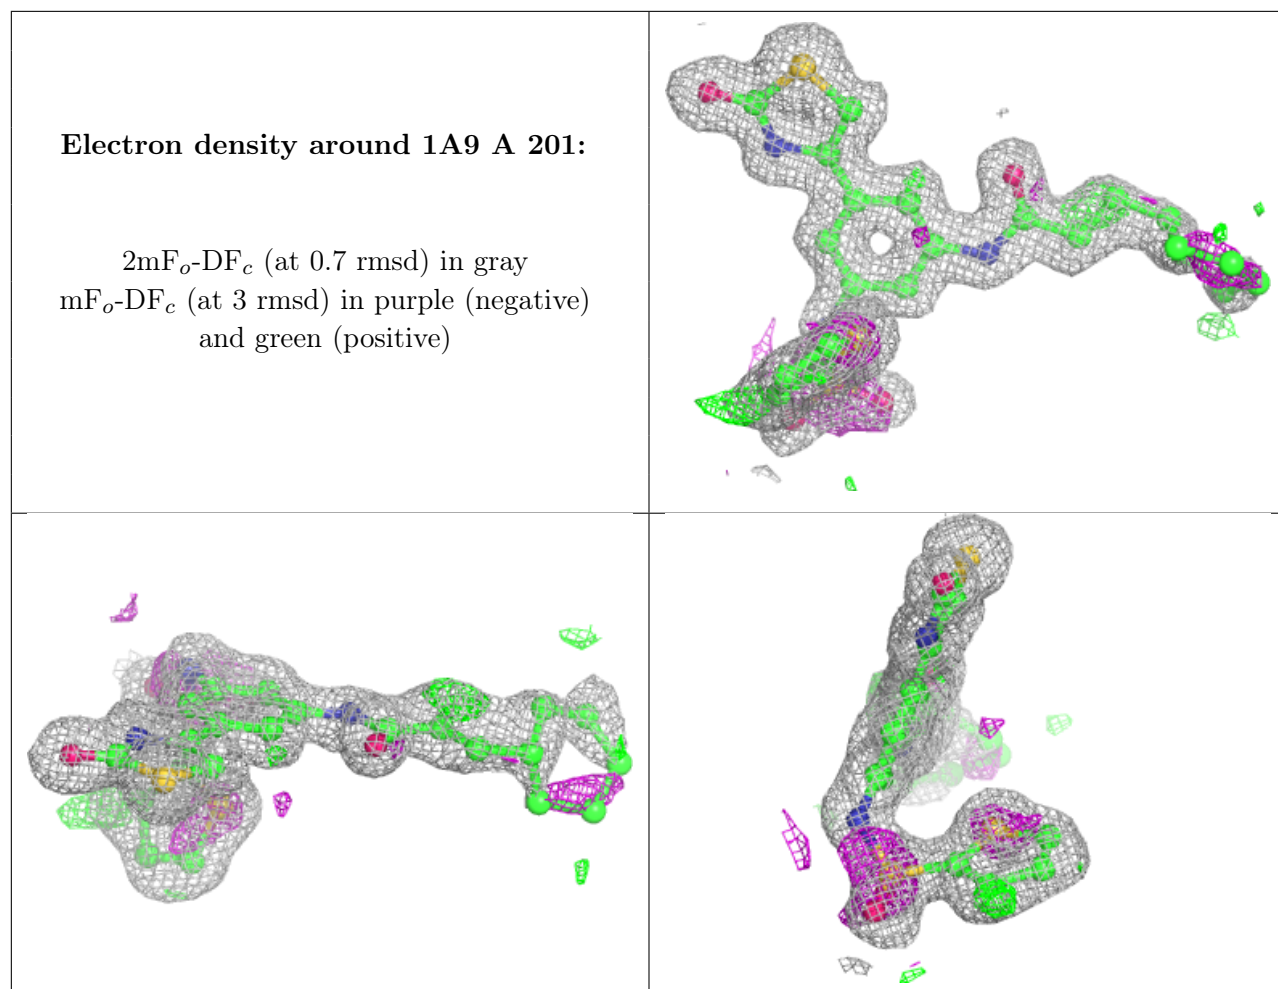 Electron density around 1A9 A 201:
2mFₒ-DF𝒸 (at 0.7 rmsd) in gray
mFₒ-DF𝒸 (at 3 rmsd) in purple (negative)
and green (positive)